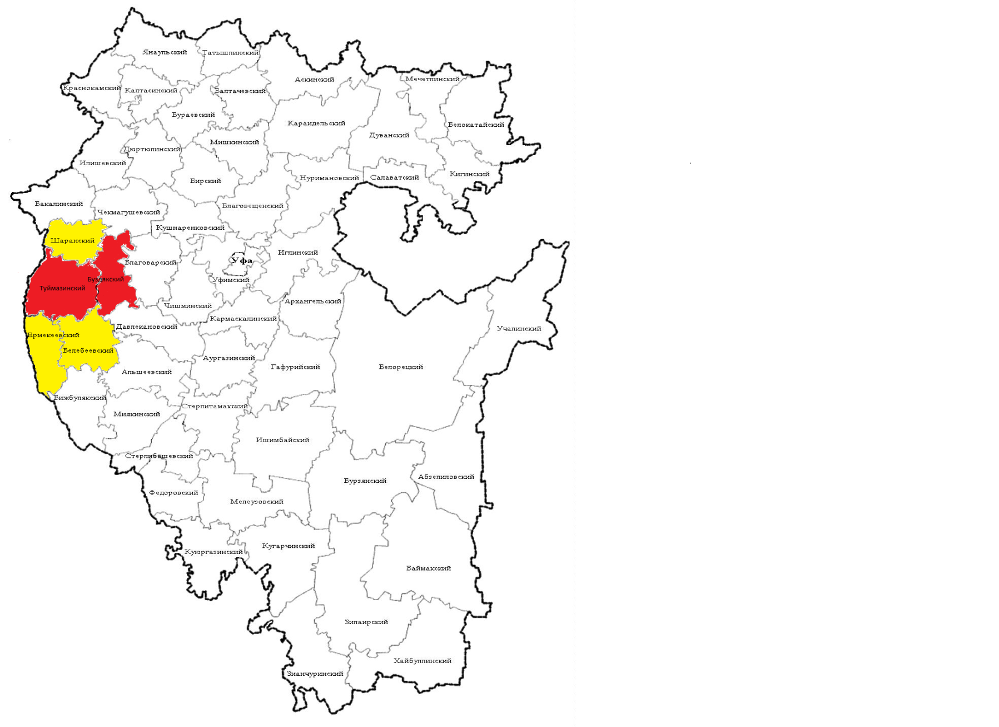 Янаульский
Татышлинский
Аскинский
Мечетлинский
Краснокамский
Калтасинский
Балтачевский
Бураевский
Караидельский
Белокатайский
Дуванский
Мишкинский
Дюртюлинский
Илишевский
Кигинский
Нуримановский
Салаватский
Бирский
Бакалинский
Благовещенский
Чекмагушевский
Кушнаренковский
Шаранский
Иглинский
Уфа
Благоварский
Буздякский
Уфимский
Туймазинский
Архангельский
Чишминский
Кармаскалинский
Давлекановский
Учалинский
Ермекеевский
Белебеевский
Аургазинский
Гафурийский
Белорецкий
Альшеевский
Бижбулякский
Стерлитамакский
Миякинский
Ишимбайский
Стерлибашевский
Абзелиловский
Бурзянский
Федоровский
Мелеузовский
Кугарчинский
Куюргазинский
Баймакский
Зилаирский
Хайбуллинский
Зианчуринский